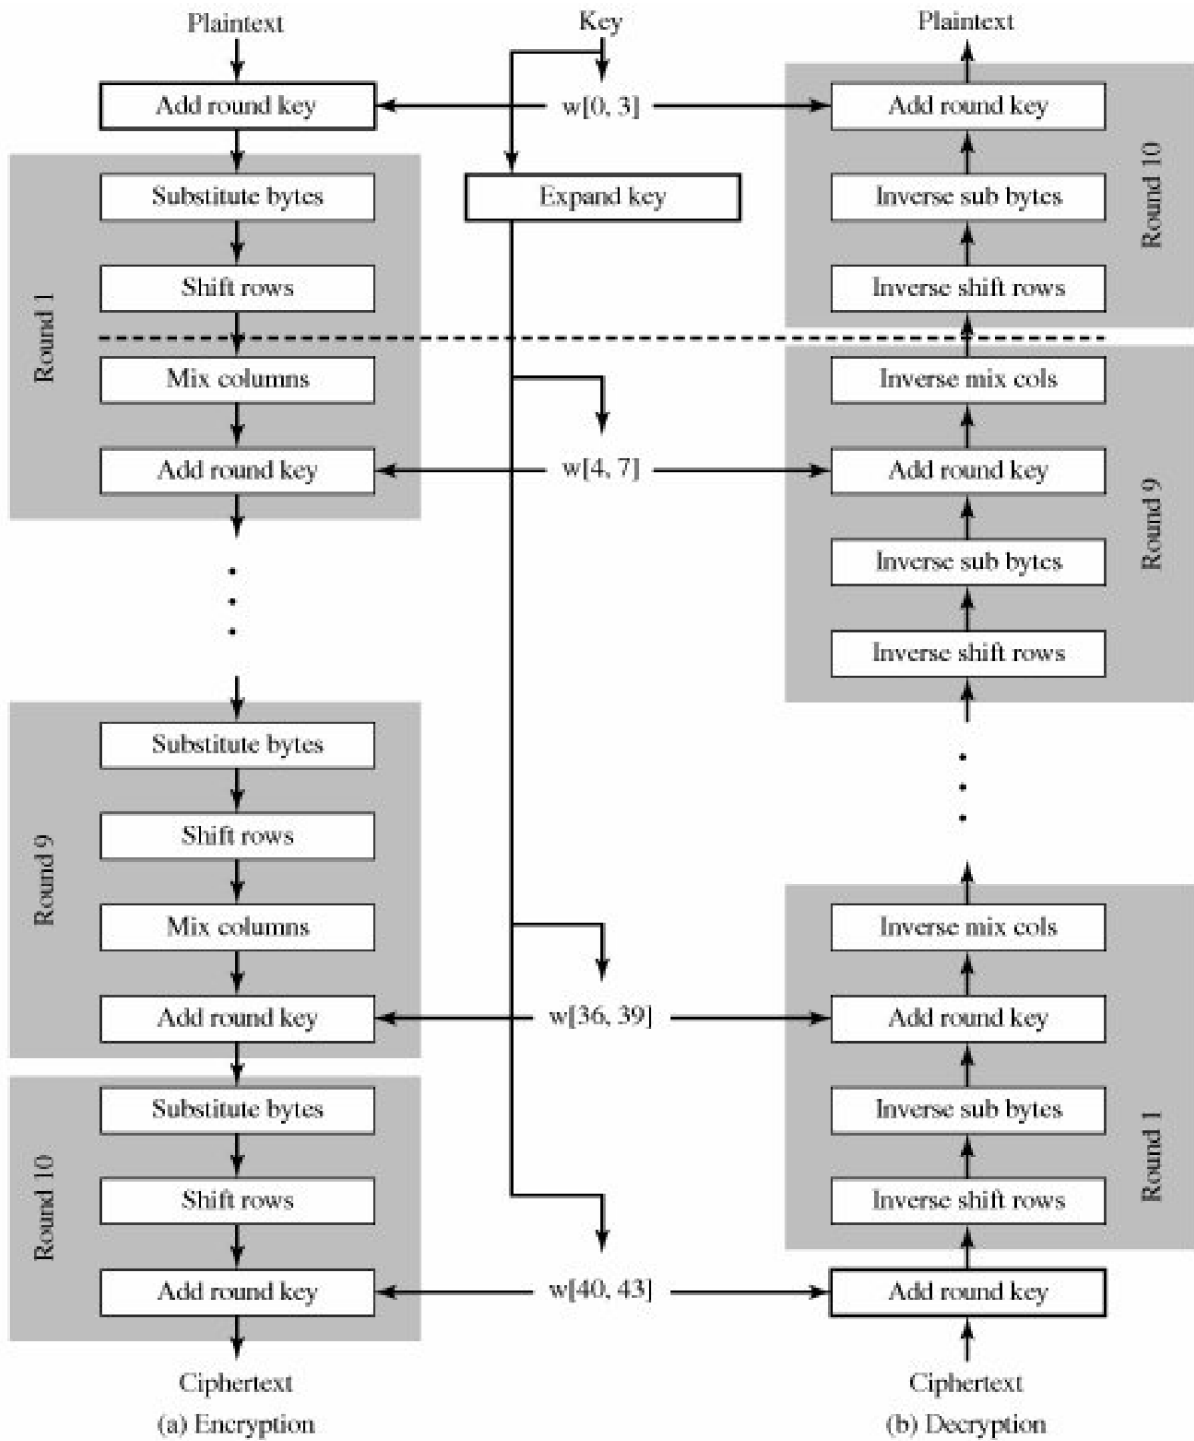 Plaintext
Key
Plaintext
Add round key
w[0, 3]
Add round key
Substitute bytes
Expand key
Inverse sub bytes
Round 10
Shift rows
Inverse shift rows
Round 1
Mix columns
Inverse mix cols
Add round key
w[4, 7]
Add round key
Round 9
Inverse sub bytes
Inverse shift rows
Substitute bytes
Shift rows
Round 9
Mix columns
Inverse mix cols
Add round key
w[36, 39]
Add round key
Substitute bytes
Inverse sub bytes
Round 1
Round 10
Shift rows
Inverse shift rows
Add round key
w[40, 43]
Add round key
Ciphertext
Ciphertext
(a) Encryption
(b) Decryption